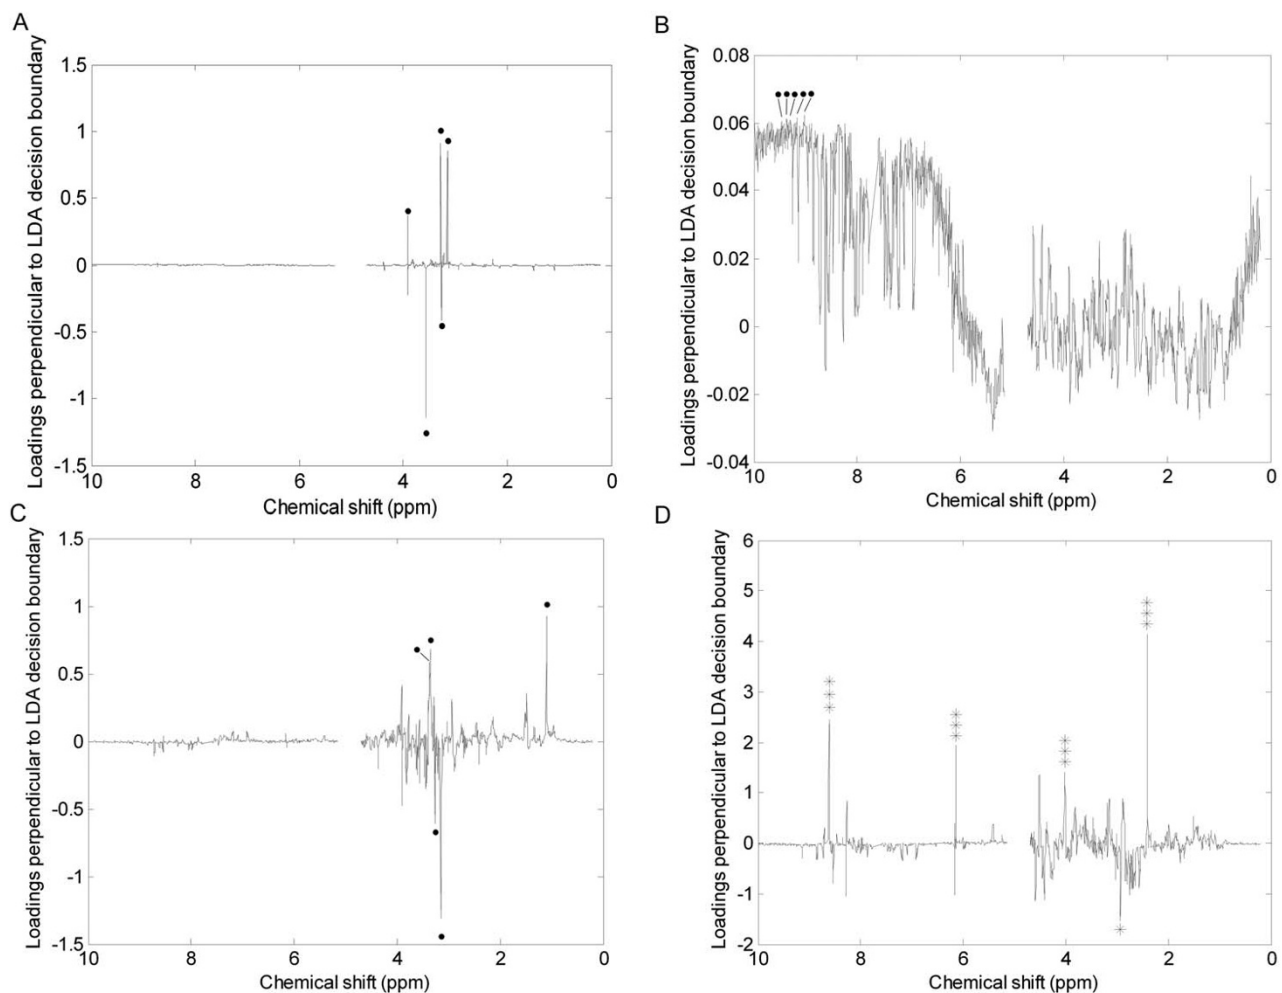 A
Loadings perpendicular to LDA decision boundary
1.5
1
0.5
0
-0.5
-1
-1.5
10 8 6 4 2 0
Chemical shift (ppm)
B
Loadings perpendicular to LDA decision boundary
0.08
0.06
0.04
0.02
0
-0.02
-0.04
10 8 6 4 2 0
Chemical shift (ppm)
C
Loadings perpendicular to LDA decision boundary
1.5
1
0.5
0
-0.5
-1
-1.5
10 8 6 4 2 0
Chemical shift (ppm)
D
Loadings perpendicular to LDA decision boundary
6
5
4
3
2
1
0
-1
-2
10 8 6 4 2 0
Chemical shift (ppm)